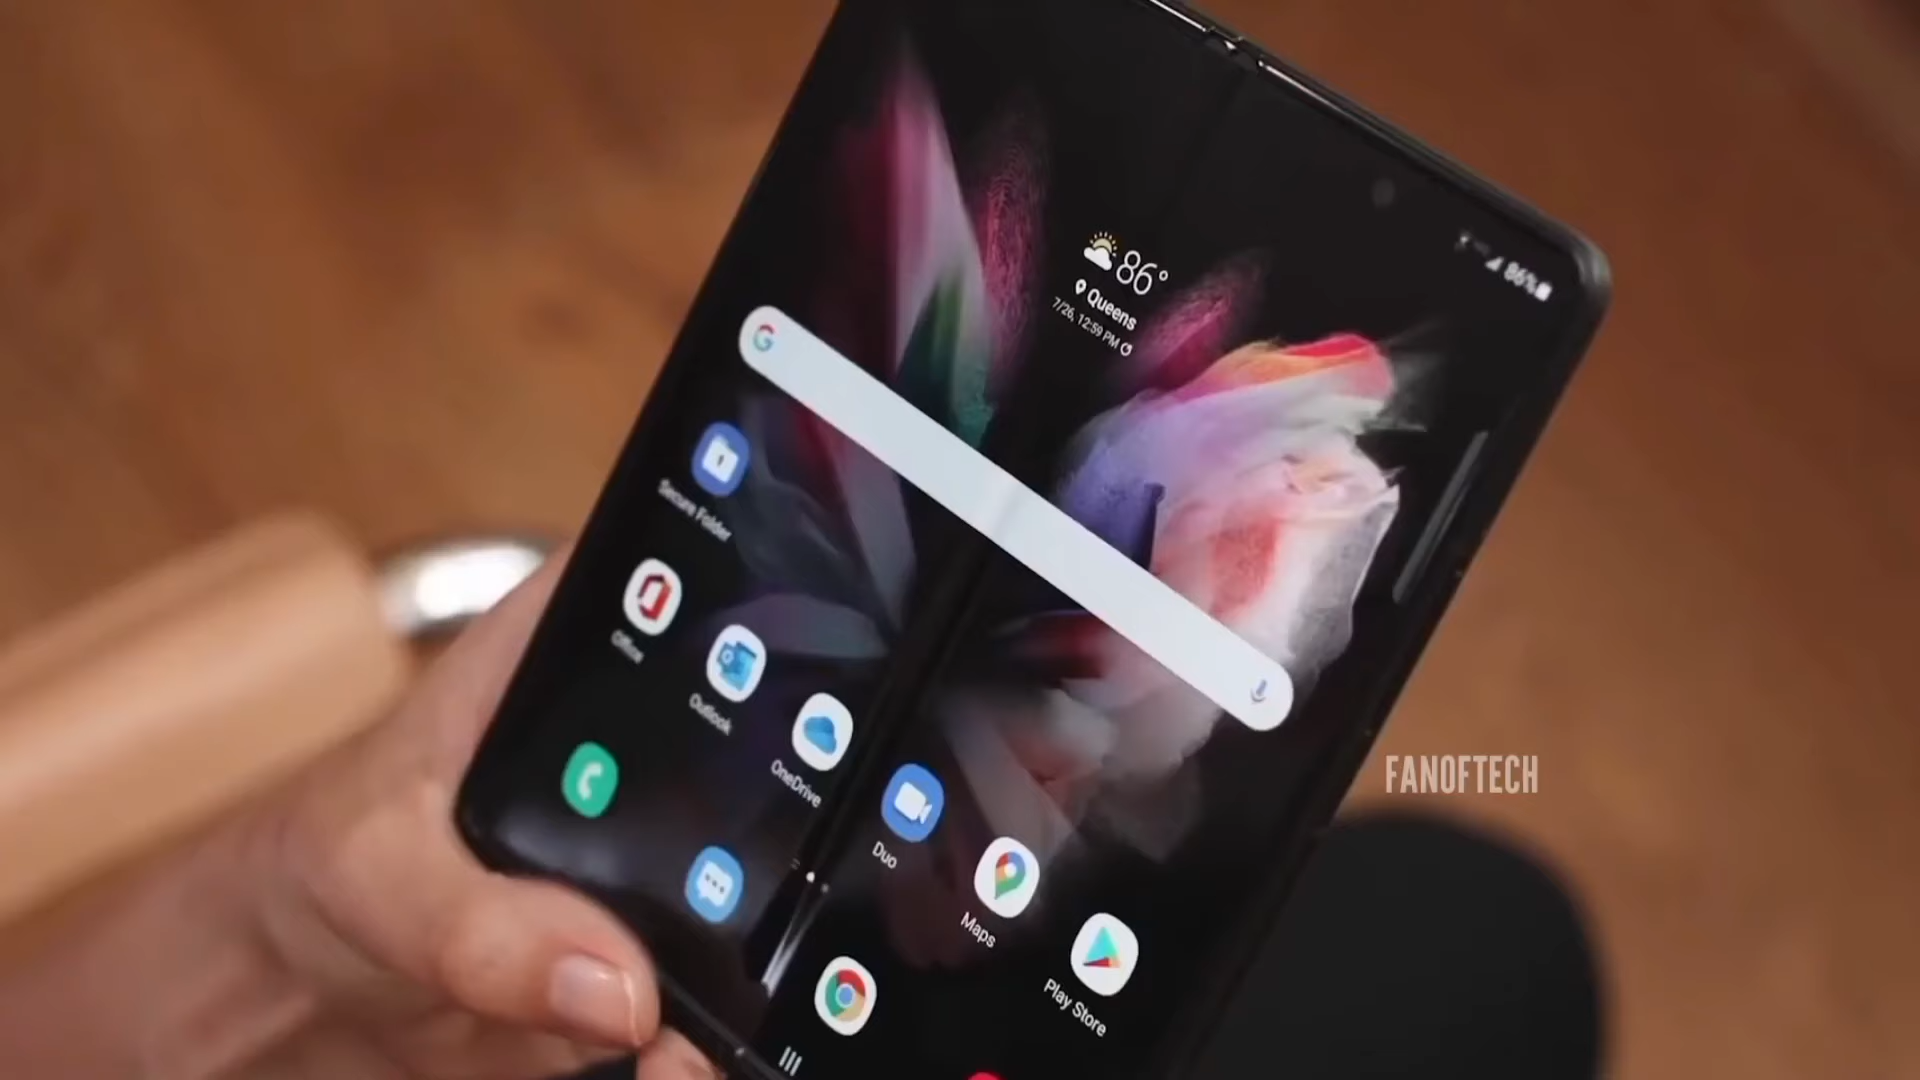 86%
86°
Queens
7/26, 12:59 PM
G
Secure Folder
Office
Outlook
OneDrive
Duo
Maps
Play Store
FANOFTECH